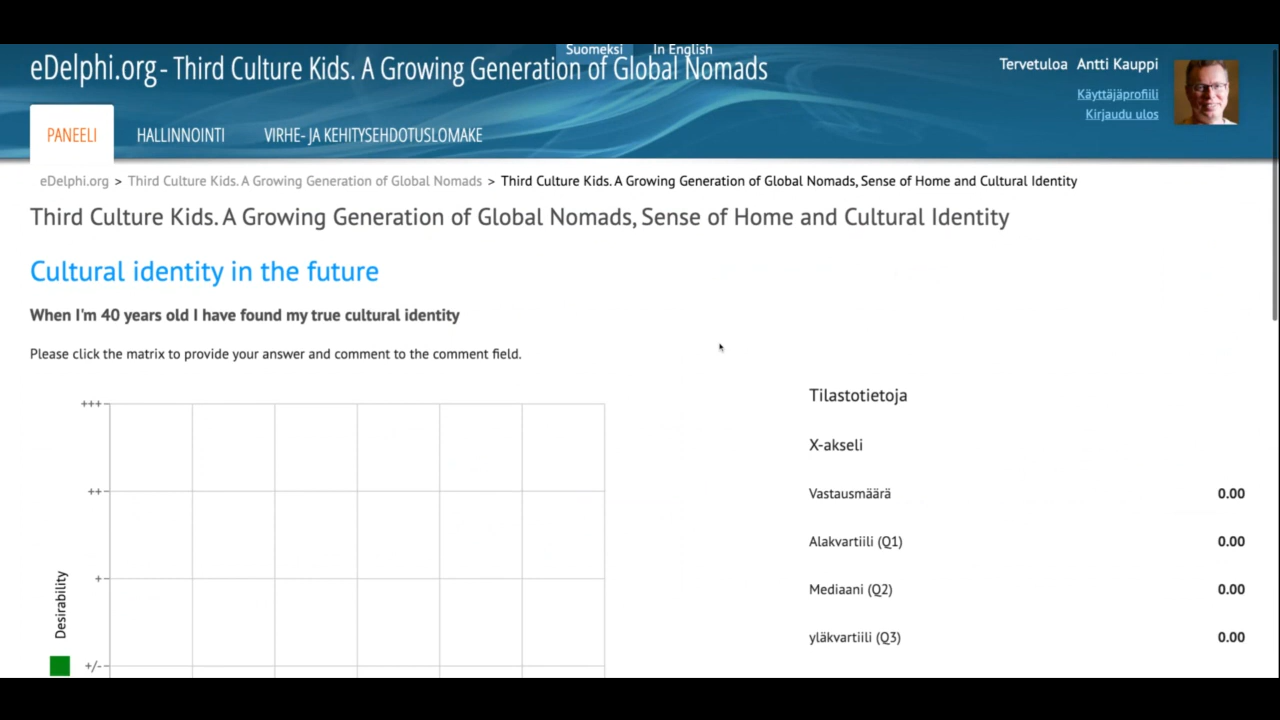 Suomeksi In English
eDelphi.org - Third Culture Kids. A Growing Generation of Global Nomads
Tervetuloa Antti Kauppi
Käyttäjäprofiili
Kirjaudu ulos
PANEELI HALLINNOINTI VIRHE- JA KEHITYSEHDOTUSLOMAKE
eDelphi.org > Third Culture Kids. A Growing Generation of Global Nomads > Third Culture Kids. A Growing Generation of Global Nomads, Sense of Home and Cultural Identity
Third Culture Kids. A Growing Generation of Global Nomads, Sense of Home and Cultural Identity
Cultural identity in the future
When I'm 40 years old I have found my true cultural identity
Please click the matrix to provide your answer and comment to the comment field.
+++
++
+
+/-
Desirability
Tilastotietoja
X-akseli
Vastausmäärä 0.00
Alakvartiili (Q1) 0.00
Mediaani (Q2) 0.00
yläkvartiili (Q3) 0.00